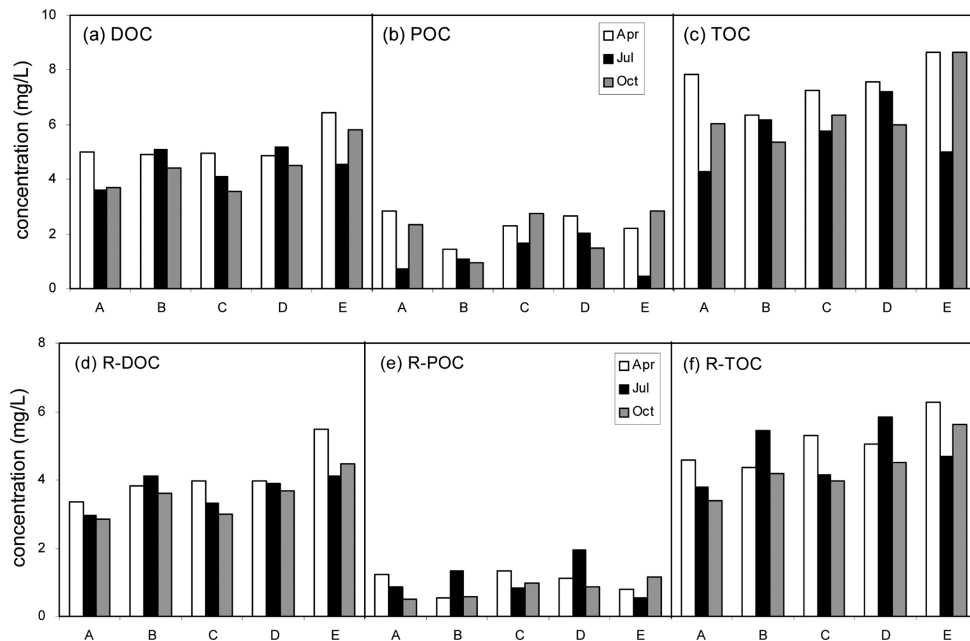 10
8
6
4
2
0
concentration (mg/L)
(a) DOC
(b) POC
(c) TOC
Apr
Jul
Oct
A B C D E A B C D E A B C D E
8
6
4
2
0
concentration (mg/L)
(d) R-DOC
(e) R-POC
(f) R-TOC
Apr
Jul
Oct
A B C D E A B C D E A B C D E